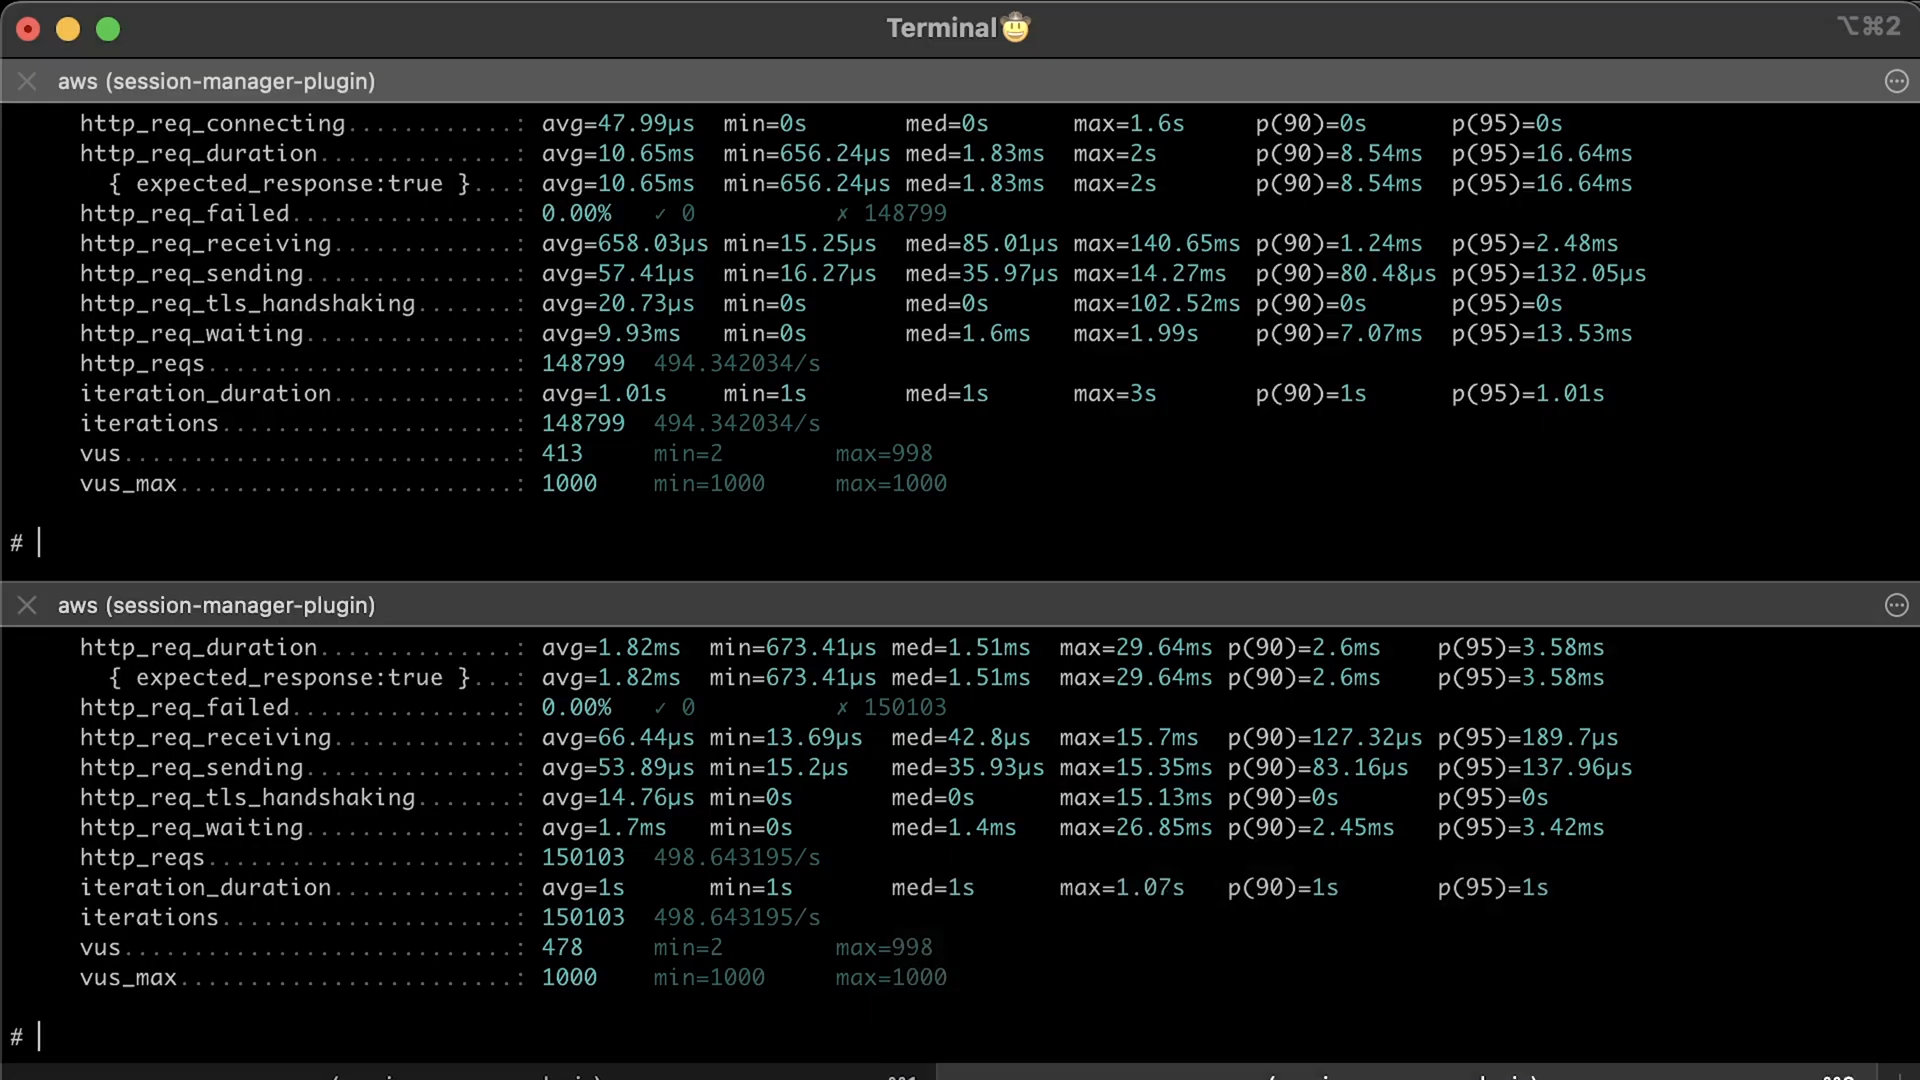 Terminal🤠
⌥⌘2
aws (session-manager-plugin)
http_req_connecting.............: avg=47.99µs min=0s med=0s max=1.6s p(90)=0s p(95)=0s
http_req_duration...............: avg=10.65ms min=656.24µs med=1.83ms max=2s p(90)=8.54ms p(95)=16.64ms
{ expected_response:true }....: avg=10.65ms min=656.24µs med=1.83ms max=2s p(90)=8.54ms p(95)=16.64ms
http_req_failed.................: 0.00% ✓ 0 ✗ 148799
http_req_receiving..............: avg=658.03µs min=15.25µs med=85.01µs max=140.65ms p(90)=1.24ms p(95)=2.48ms
http_req_sending................: avg=57.41µs min=16.27µs med=35.97µs max=14.27ms p(90)=80.48µs p(95)=132.05µs
http_req_tls_handshaking........: avg=20.73µs min=0s med=0s max=102.52ms p(90)=0s p(95)=0s
http_req_waiting................: avg=9.93ms min=0s med=1.6ms max=1.99s p(90)=7.07ms p(95)=13.53ms
http_reqs.......................: 148799 494.342034/s
iteration_duration..............: avg=1.01s min=1s med=1s max=3s p(90)=1s p(95)=1.01s
iterations......................: 148799 494.342034/s
vus.............................: 413 min=2 max=998
vus_max.........................: 1000 min=1000 max=1000
#
aws (session-manager-plugin)
http_req_duration...............: avg=1.82ms min=673.41µs med=1.51ms max=29.64ms p(90)=2.6ms p(95)=3.58ms
{ expected_response:true }....: avg=1.82ms min=673.41µs med=1.51ms max=29.64ms p(90)=2.6ms p(95)=3.58ms
http_req_failed.................: 0.00% ✓ 0 ✗ 150103
http_req_receiving..............: avg=66.44µs min=13.69µs med=42.8µs max=15.7ms p(90)=127.32µs p(95)=189.7µs
http_req_sending................: avg=53.89µs min=15.2µs med=35.93µs max=15.35ms p(90)=83.16µs p(95)=137.96µs
http_req_tls_handshaking........: avg=14.76µs min=0s med=0s max=15.13ms p(90)=0s p(95)=0s
http_req_waiting................: avg=1.7ms min=0s med=1.4ms max=26.85ms p(90)=2.45ms p(95)=3.42ms
http_reqs.......................: 150103 498.643195/s
iteration_duration..............: avg=1s min=1s med=1s max=1.07s p(90)=1s p(95)=1s
iterations......................: 150103 498.643195/s
vus.............................: 478 min=2 max=998
vus_max.........................: 1000 min=1000 max=1000
#